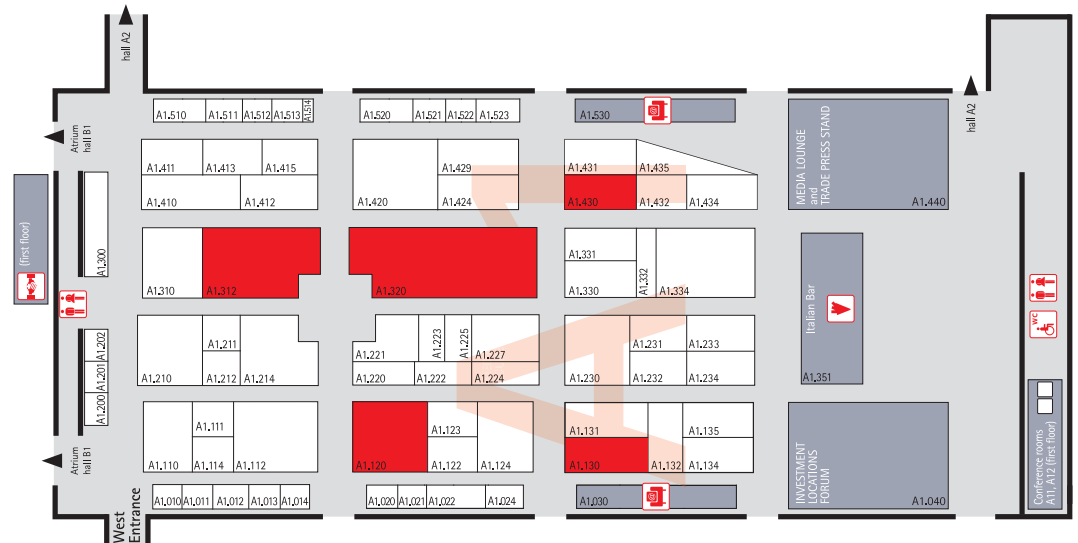 hall A2
A1.510
A1.511
A1.512
A1.513
A1.514
A1.520
A1.521
A1.522
A1.523
A1.530
hall A2
Atrium
hall B1
A1.411
A1.413
A1.415
A1.429
A1.431
A1.435
MEDIA LOUNGE
and
TRADE PRESS STAND
A1.410
A1.412
A1.420
A1.424
A1.430
A1.432
A1.434
A1.440
(first floor)
A1.300
A1.310
A1.312
A1.320
A1.331
A1.330
A1.332
A1.334
Italian Bar
A1.351
WC
A1.202
A1.201
A1.200
A1.211
A1.210
A1.212
A1.214
A1.221
A1.223
A1.225
A1.227
A1.220
A1.222
A1.224
A1.231
A1.233
A1.230
A1.232
A1.234
A1.111
A1.110
A1.114
A1.112
A1.123
A1.120
A1.122
A1.124
A1.131
A1.135
A1.130
A1.132
A1.134
INVESTMENT
LOCATIONS
FORUM
A1.040
Conference rooms
A11, A12 (first floor)
Atrium
hall B1
A1.010
A1.011
A1.012
A1.013
A1.014
A1.020
A1.021
A1.022
A1.024
A1.030
West
Entrance
A1